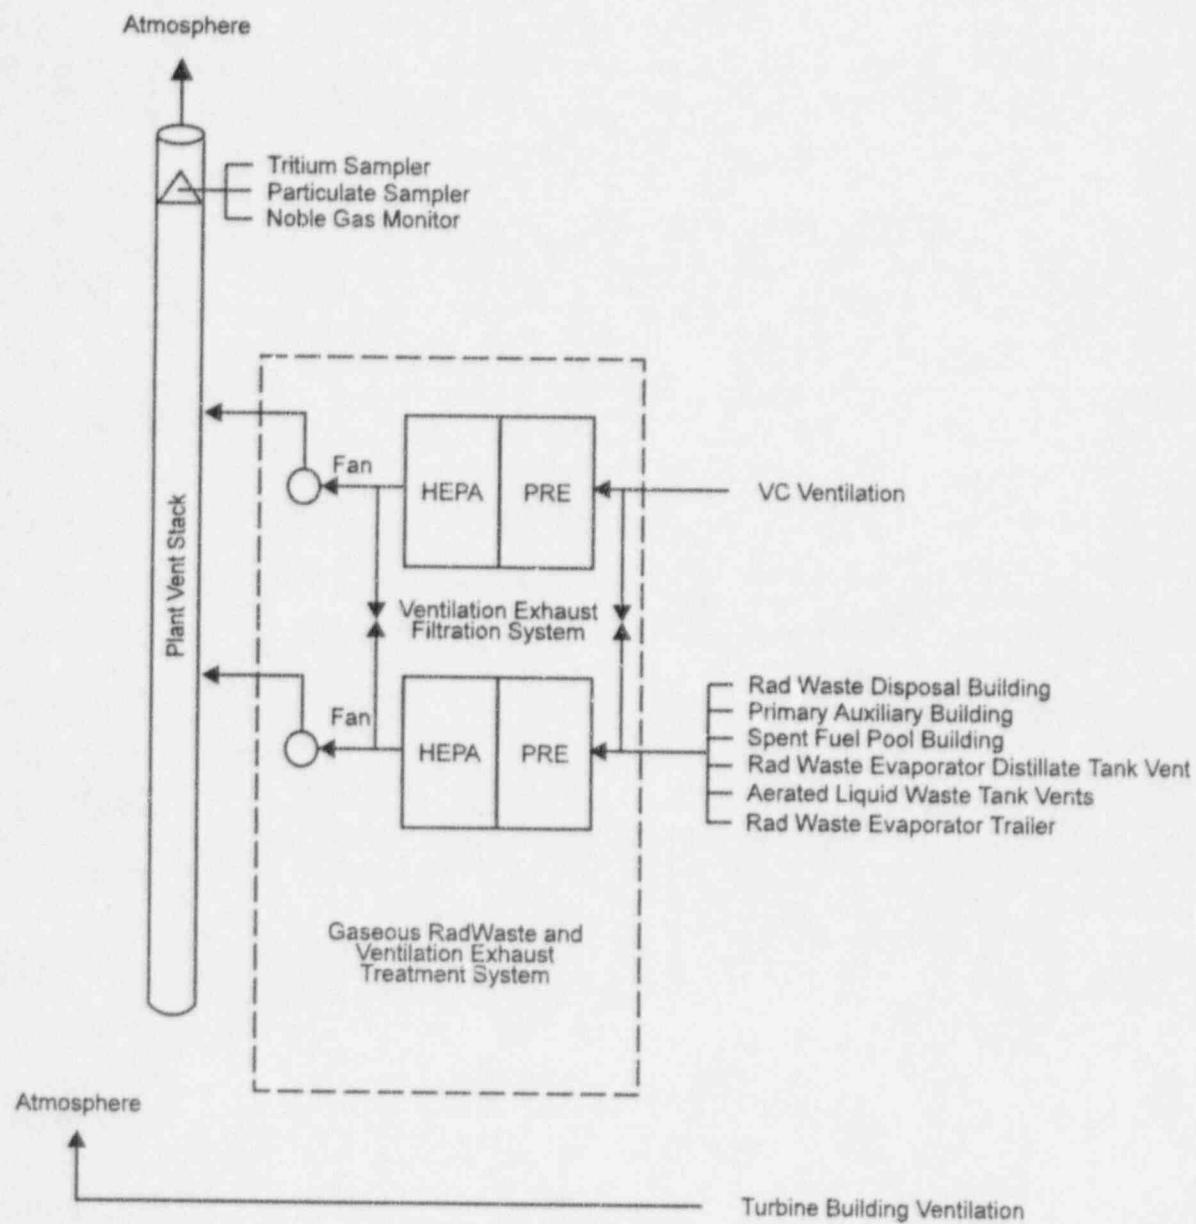 Atmosphere
Tritium Sampler
Particulate Sampler
Noble Gas Monitor
Plant Vent Stack
Fan
HEPA
PRE
VC Ventilation
Ventilation Exhaust
Filtration System
Fan
HEPA
PRE
Rad Waste Disposal Building
Primary Auxiliary Building
Spent Fuel Pool Building
Rad Waste Evaporator Distillate Tank Vent
Aerated Liquid Waste Tank Vents
Rad Waste Evaporator Trailer
Gaseous RadWaste and
Ventilation Exhaust
Treatment System
Atmosphere
Turbine Building Ventilation